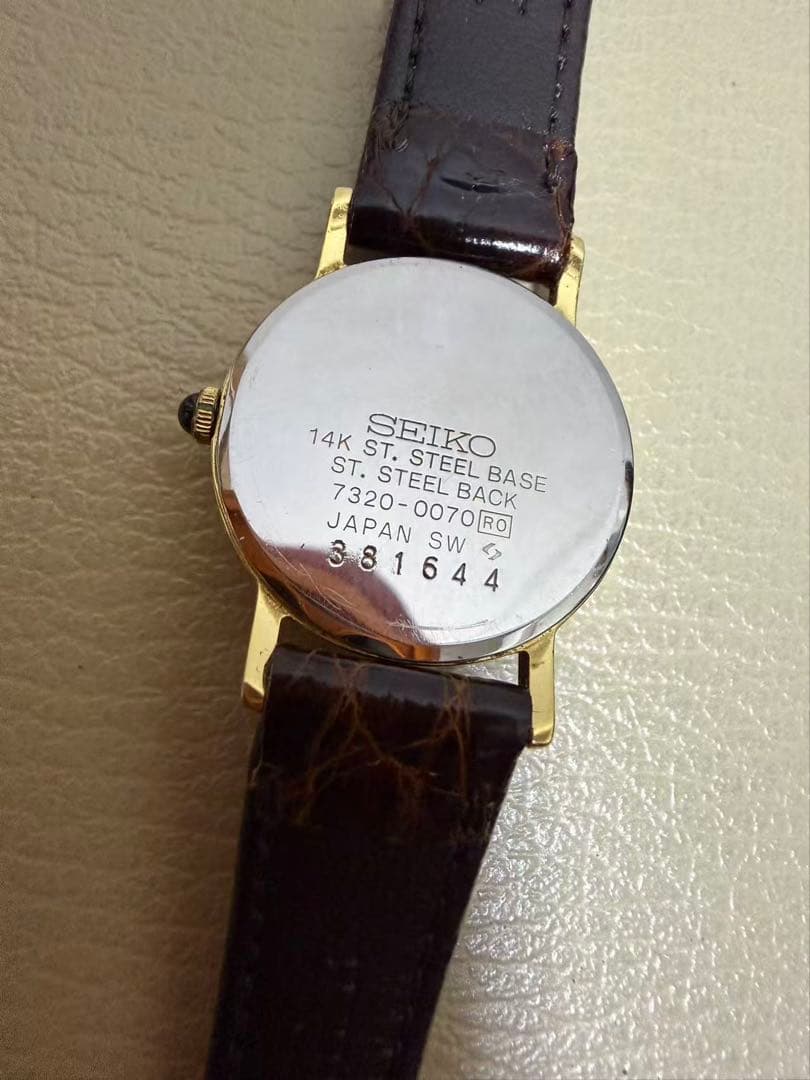 SEIKO
14K ST. STEEL BASE
ST. STEEL BACK
7320-0070 RO
JAPAN SW
381644